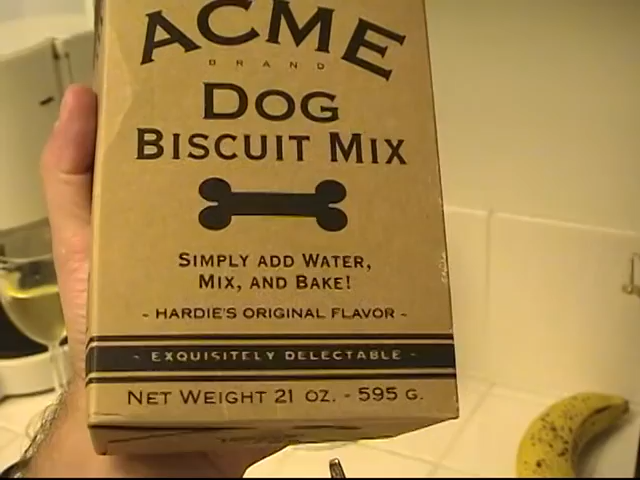 ACME
BRAND
DOG
BISCUIT MIX
SIMPLY ADD WATER,
MIX, AND BAKE!
- HARDIE'S ORIGINAL FLAVOR -
- EXQUISITELY DELECTABLE -
NET WEIGHT 21 OZ. - 595 G.